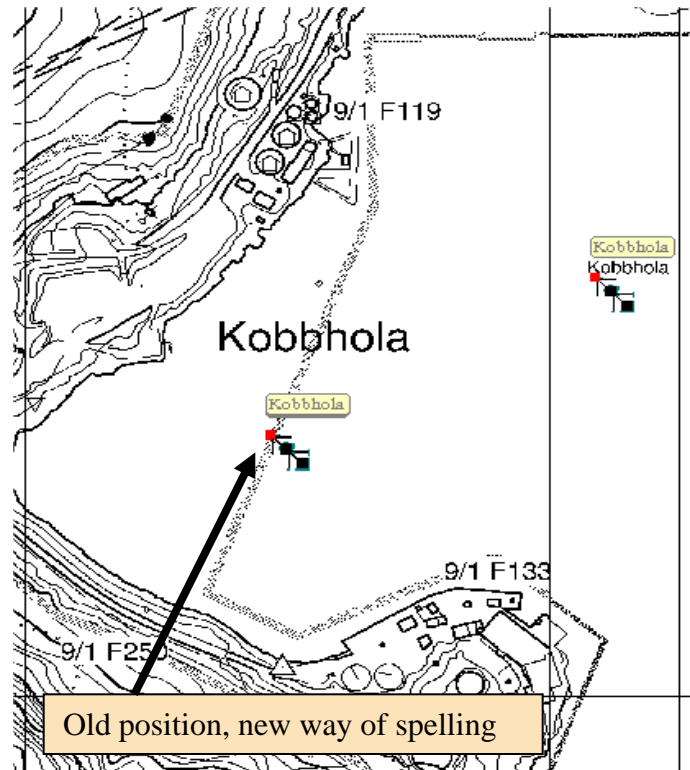 9/1 F119
Kobbhola
Kobbhola
Kobbhola
Kobbhola
9/1 F133
9/1 F250
Old position, new way of spelling